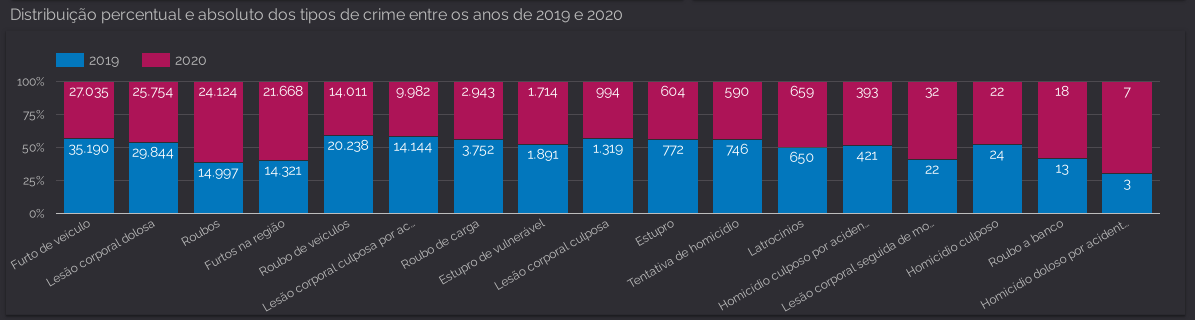 Distribuição percentual e absoluto dos tipos de crime entre os anos de 2019 e 2020
2019 2020
100%
75%
50%
25%
0%
27.035 25.754 24.124 21.668 14.011 9.982 2.943 1.714 994 604 590 659 393 32 22 18 7
35.190 29.844 14.997 14.321 20.238 14.144 3.752 1.891 1.319 772 746 650 421 22 24 13 3
Furto de veículo
Lesão corporal dolosa
Roubos
Furtos na região
Roubo de veículos
Lesão corporal culposa por ac...
Roubo de carga
Estupro de vulnerável
Lesão corporal culposa
Estupro
Tentativa de homicídio
Latrocínios
Homicídio culposo por aciden...
Lesão corporal seguida de mo...
Homicídio culposo
Roubo a banco
Homicídio doloso por acident...